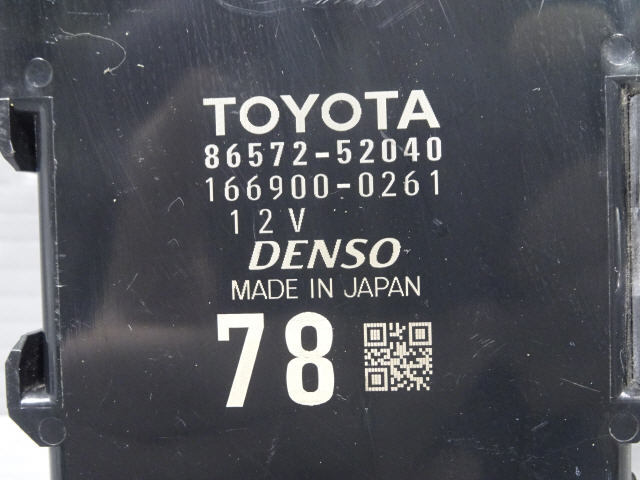 TOYOTA
86572-52040
166900-0261
12V
DENSO
MADE IN JAPAN
78